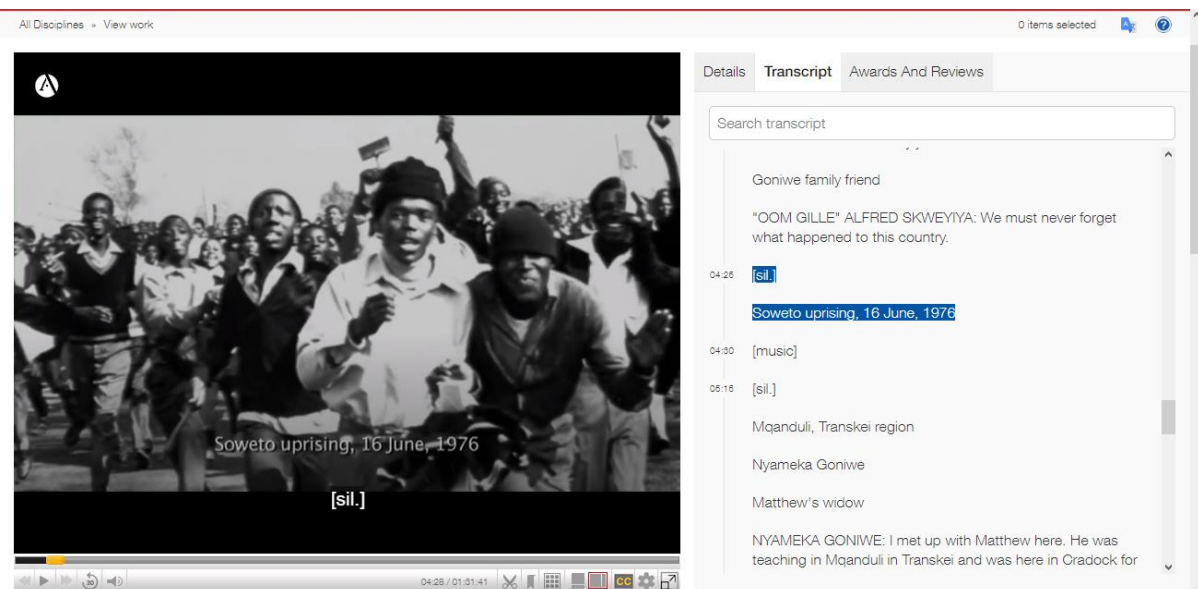 All Disciplines » View work
0 items selected
Details Transcript Awards And Reviews
Search transcript
Goniwe family friend
"OOM GILLE" ALFRED SKWEYIYA: We must never forget
what happened to this country.
04:26 [sil.]
Soweto uprising, 16 June, 1976
04:30 [music]
05:15 [sil.]
Mqanduli, Transkei region
Nyameka Goniwe
Matthew's widow
NYAMEKA GONIWE: I met up with Matthew here. He was
teaching in Mqanduli in Transkei and was here in Cradock for
Soweto uprising, 16 June, 1976
[sil.]
30
04:28 / 01:31:41
CC